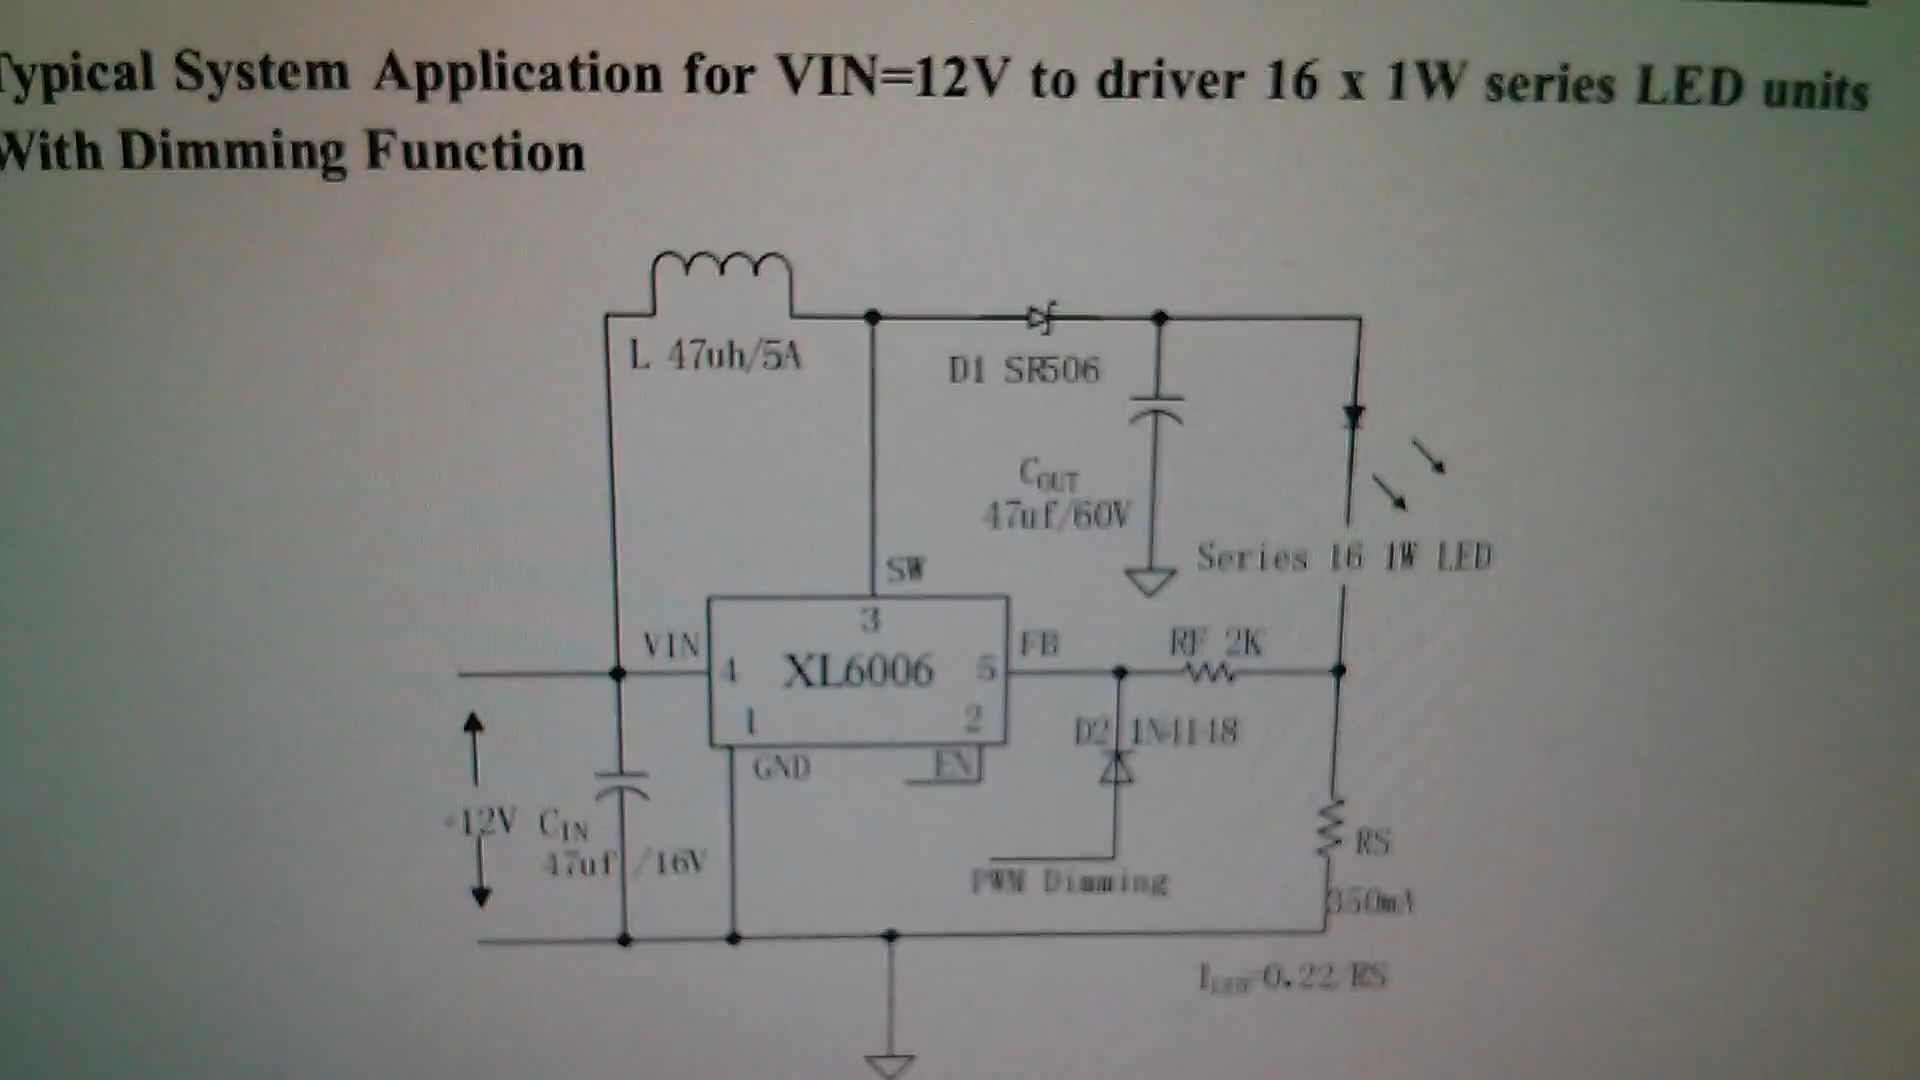 Typical System Application for VIN=12V to driver 16 x 1W series LED units
With Dimming Function
L 47uh/5A
D1 SR506
COUT
47uf/60V
SW
Series 16 1W LED
3
VIN
FB
RF 2K
4
XL6006
5
1
2
D2
1N4148
GND
EN
+12V
CIN
47uf /16V
RS
PWM Dimming
350mA
ILED=0.22/RS